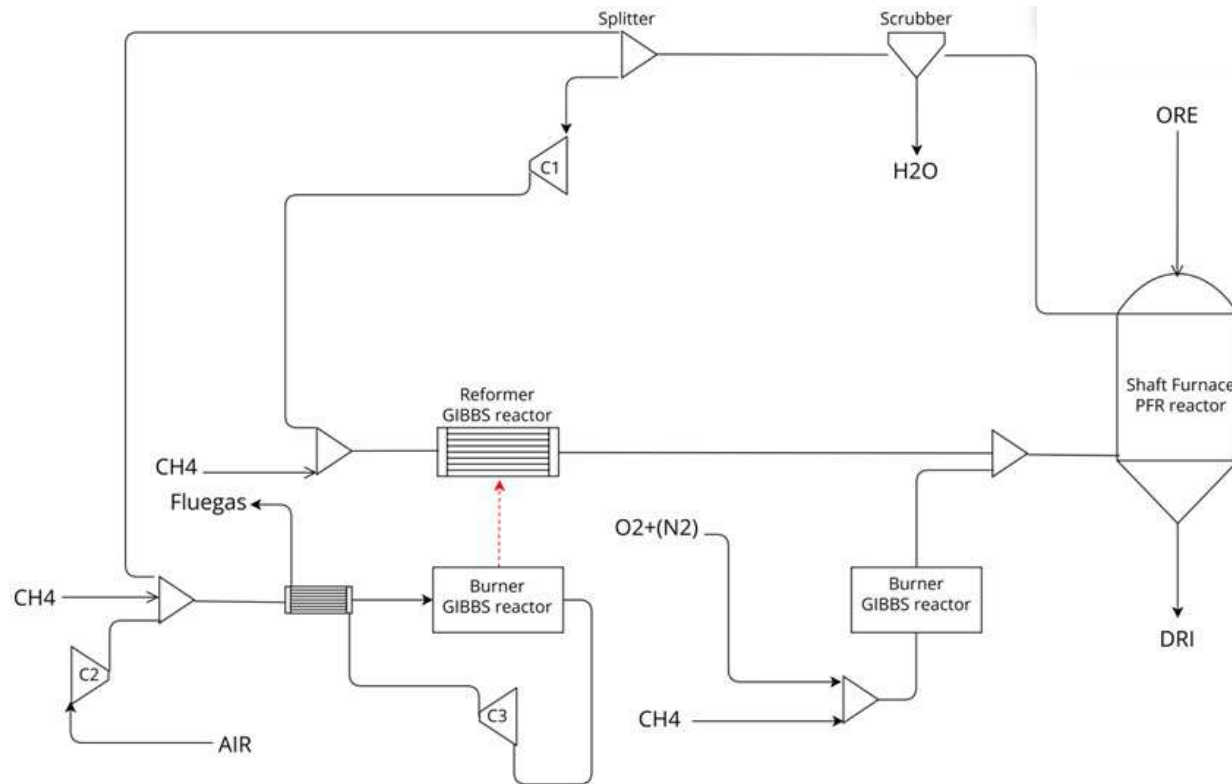 Splitter
Scrubber
ORE
C1
H2O
Shaft Furnace
PFR reactor
Reformer
GIBBS reactor
CH4
Fluegas
O2+(N2)
Burner
GIBBS reactor
Burner
GIBBS reactor
CH4
DRI
C2
C3
CH4
AIR